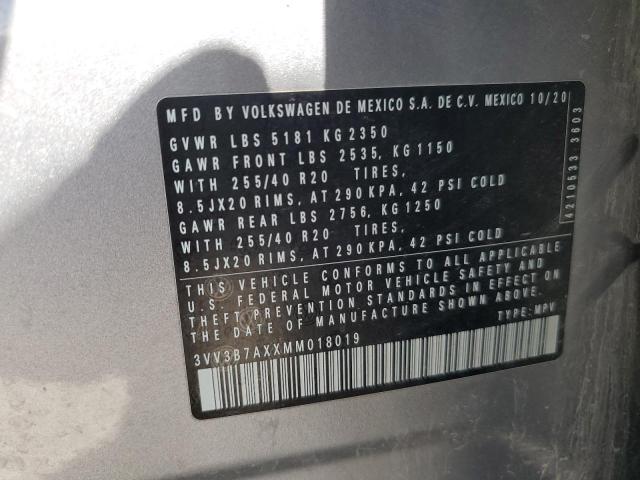 MFD BY VOLKSWAGEN DE MEXICO S.A. DE C.V. MEXICO 10/20
GVWR LBS 5181 KG 2350
GAWR FRONT LBS 2535, KG 1150
WITH 255/40 R20 TIRES,
8.5JX20 RIMS, AT 290 KPA, 42 PSI COLD
GAWR REAR LBS 2756, KG 1250
WITH 255/40 R20 TIRES,
8.5JX20 RIMS, AT 290 KPA, 42 PSI COLD
THIS VEHICLE CONFORMS TO ALL APPLICABLE
U.S. FEDERAL MOTOR VEHICLE SAFETY AND
THEFT PREVENTION STANDARDS IN EFFECT ON
THE DATE OF MANUFACTURE SHOWN ABOVE.
TYPE: MPV
3VV3B7AXXMM018019
4210533 3603